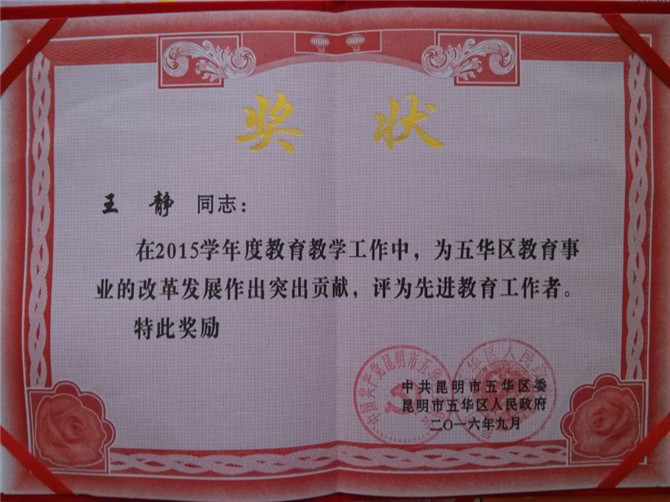 奖 状
王 静 同志：
在2015学年度教育教学工作中，为五华区教育事
业的改革发展作出突出贡献，评为先进教育工作者。
特此奖励
中共昆明市五华区委
昆明市五华区人民政府
二〇一六年九月